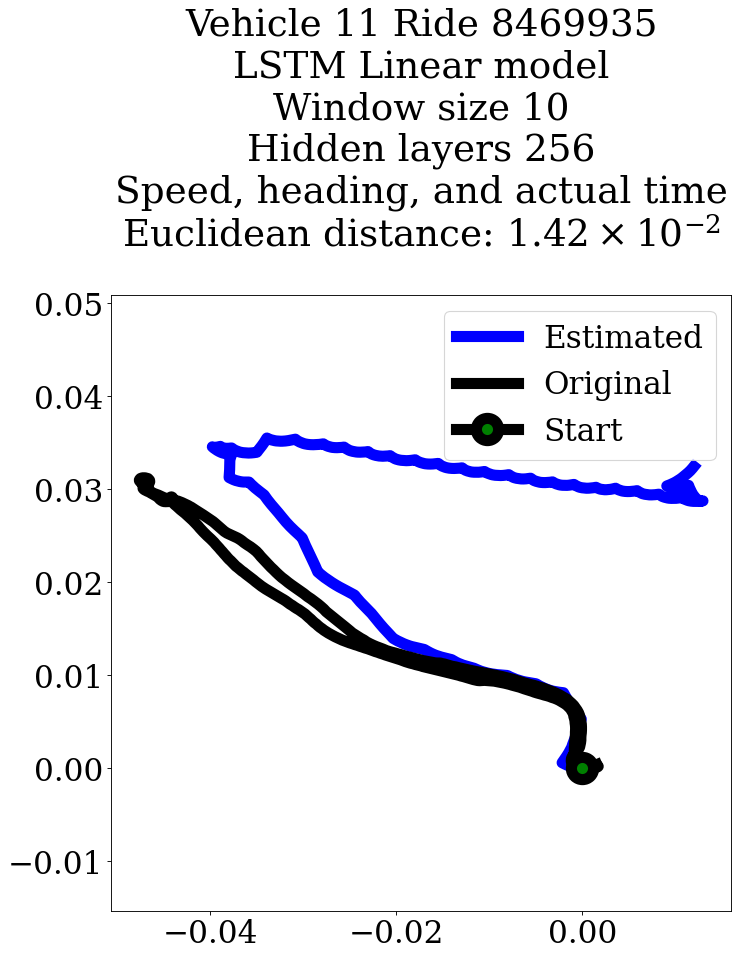 Vehicle 11 Ride 8469935
LSTM Linear model
Window size 10
Hidden layers 256
Speed, heading, and actual time
Euclidean distance: 1.42 × 10⁻²
0.05
Estimated
0.04
Original
Start
0.03
0.02
0.01
0.00
−0.01
−0.04 −0.02 0.00